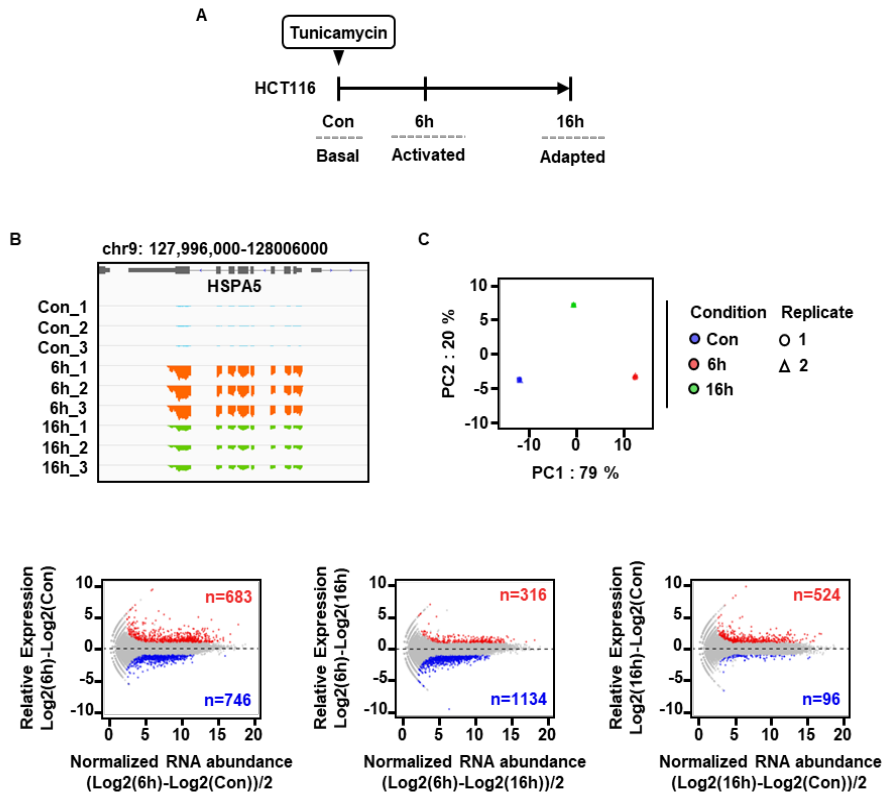 A
Tunicamycin
HCT116
Con 6h 16h
Basal Activated Adapted
B
chr9: 127,996,000-128006000
HSPA5
Con_1
Con_2
Con_3
6h_1
6h_2
6h_3
16h_1
16h_2
16h_3
C
10
5
0
-5
-10
PC2 : 20 %
-10 0 10
PC1 : 79 %
Condition Replicate
Con 1
6h 2
16h
Relative Expression
Log2(6h)-Log2(Con)
10
5
0
-5
-10
n=683
n=746
0 5 10 15 20
Normalized RNA abundance
(Log2(6h)-Log2(Con))/2
Relative Expression
Log2(6h)-Log2(16h)
10
5
0
-5
-10
n=316
n=1134
0 5 10 15 20
Normalized RNA abundance
(Log2(6h)-Log2(16h))/2
Relative Expression
Log2(16h)-Log2(Con)
10
5
0
-5
-10
n=524
n=96
0 5 10 15 20
Normalized RNA abundance
(Log2(16h)-Log2(Con))/2